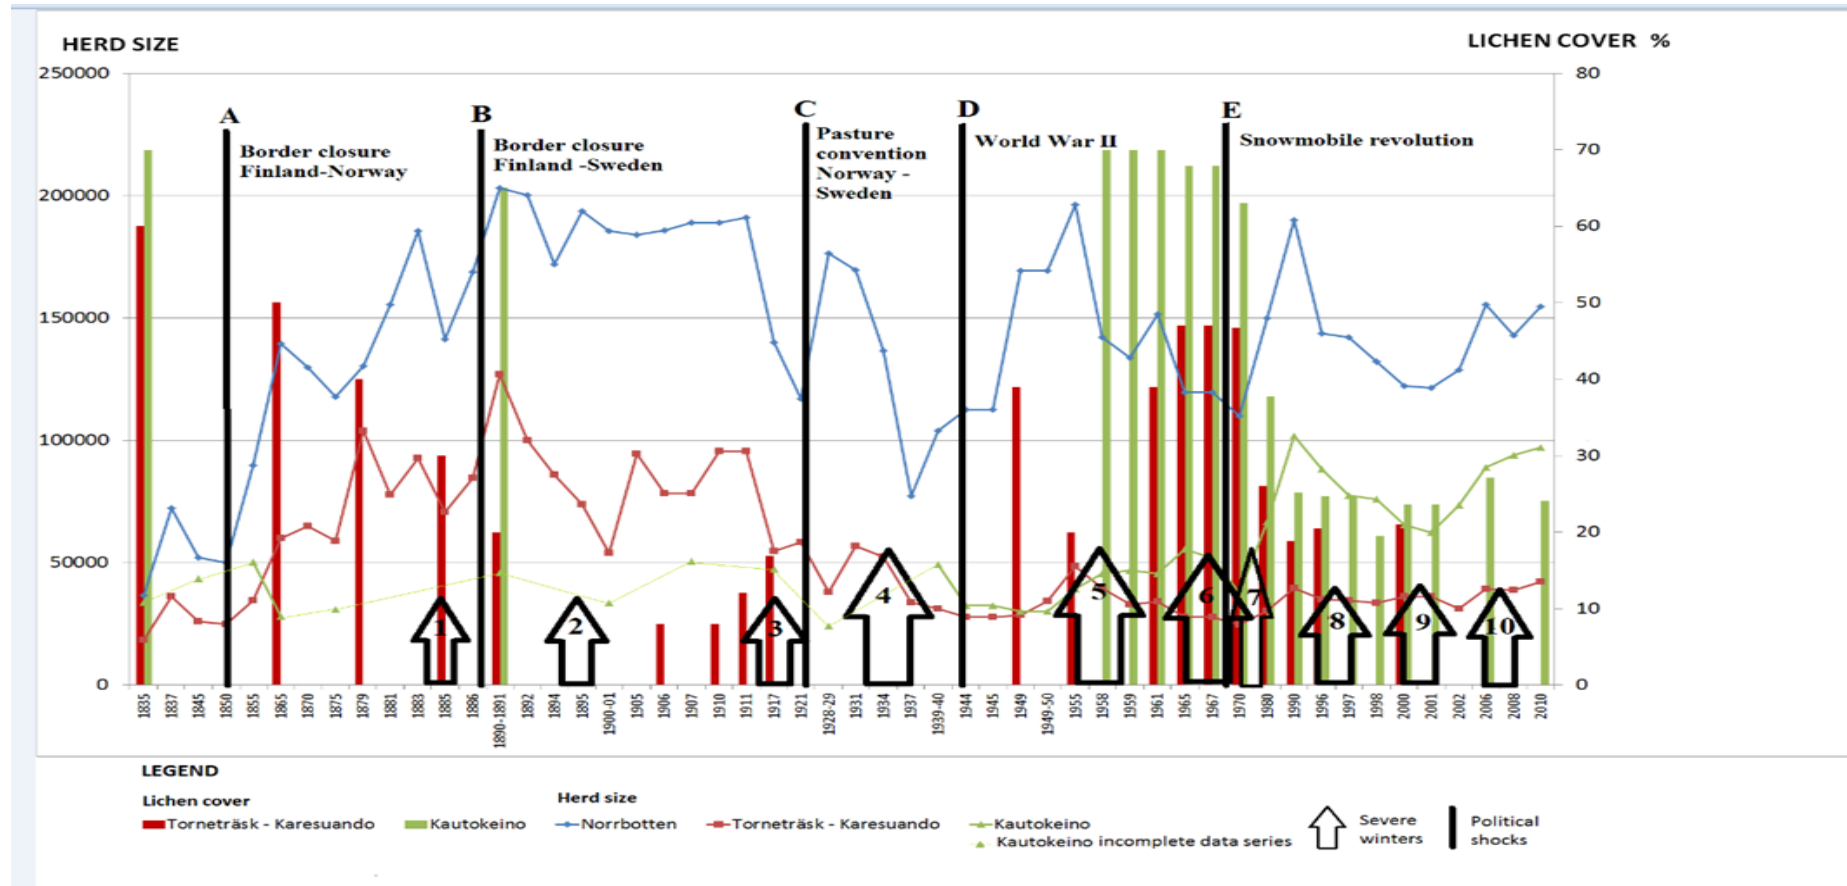 HERD SIZE
LICHEN COVER %
250000
200000
150000
100000
50000
0
80
70
60
50
40
30
20
10
0
A
Border closure
Finland-Norway
B
Border closure
Finland -Sweden
C
Pasture
convention
Norway -
Sweden
D
World War II
E
Snowmobile revolution
1
2
3
4
5
6
7
8
9
10
1835
1837
1845
1850
1855
1865
1870
1875
1879
1881
1883
1885
1886
1890-1891
1892
1894
1895
1900-01
1905
1906
1907
1910
1911
1917
1921
1928-29
1931
1934
1937
1939-40
1944
1945
1949
1949-50
1955
1958
1959
1961
1965
1967
1970
1980
1990
1996
1997
1998
2000
2001
2002
2006
2008
2010
LEGEND
Lichen cover
Herd size
Torneträsk - Karesuando
Kautokeino
Norrbotten
Torneträsk - Karesuando
Kautokeino
Kautokeino incomplete data series
Severe
winters
Political
shocks